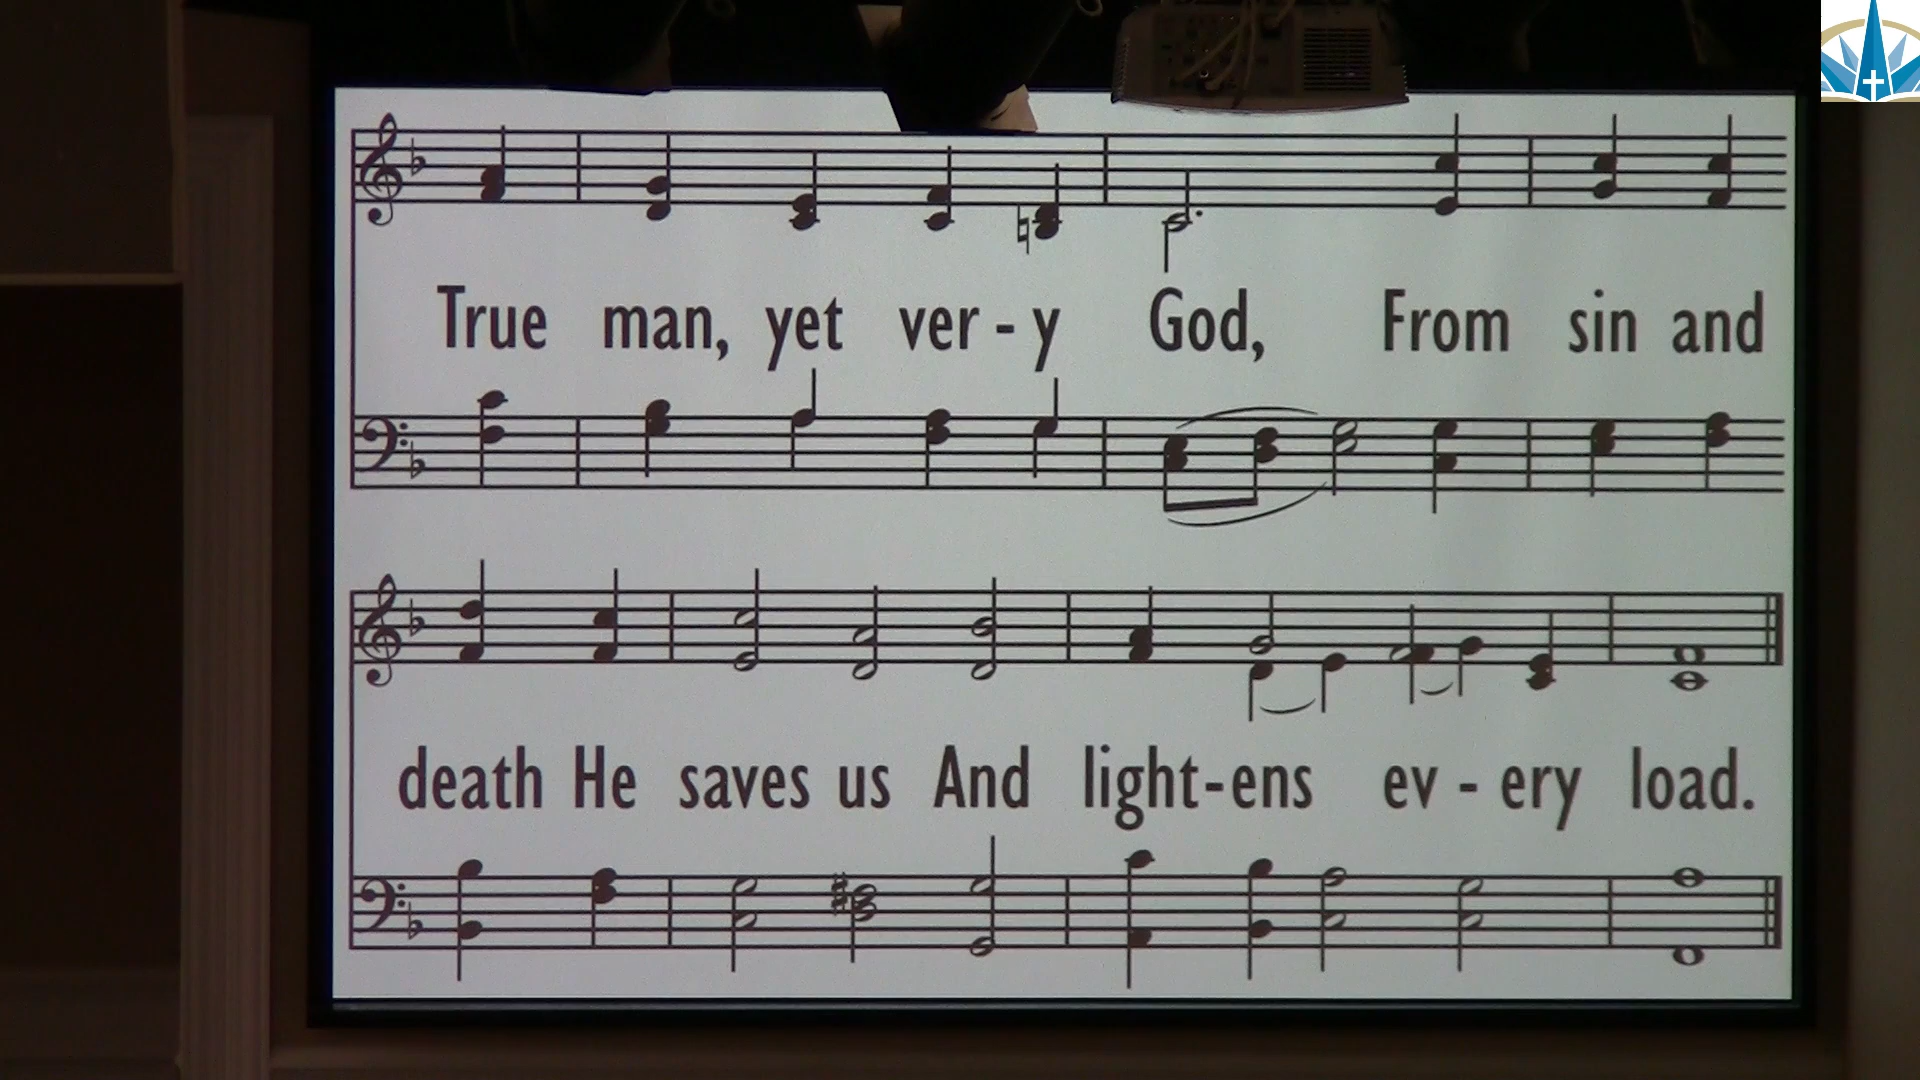 True man, yet ver - y God, From sin and
death He saves us And light-ens ev - ery load.